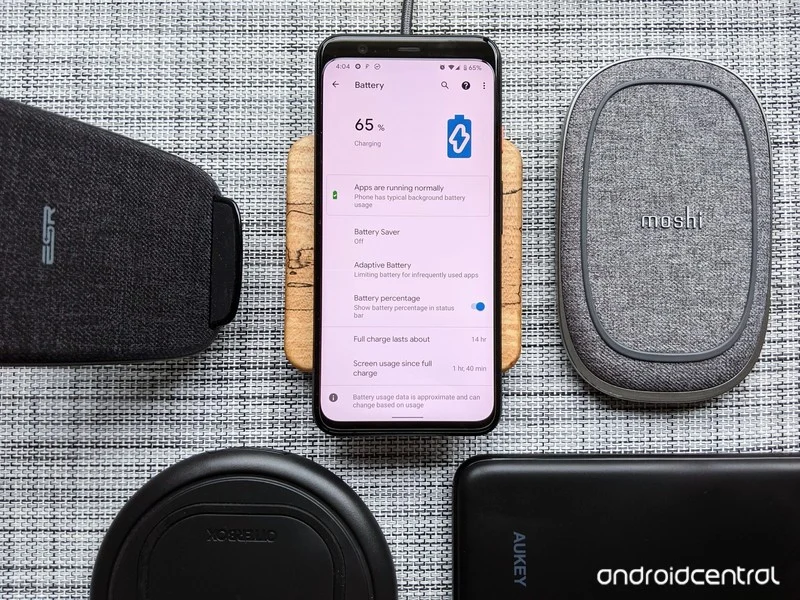 4:04 65%
Battery
65 %
Charging
Apps are running normally
Phone has typical background battery
usage
Battery Saver
Off
Adaptive Battery
Limiting battery for infrequently used apps
Battery percentage
Show battery percentage in status
bar
Full charge lasts about 14 hr
Screen usage since full
charge 1 hr, 40 min
Battery usage data is approximate and can
change based on usage
ESR
moshi
OTTERBOX
AUKEY
androidcentral